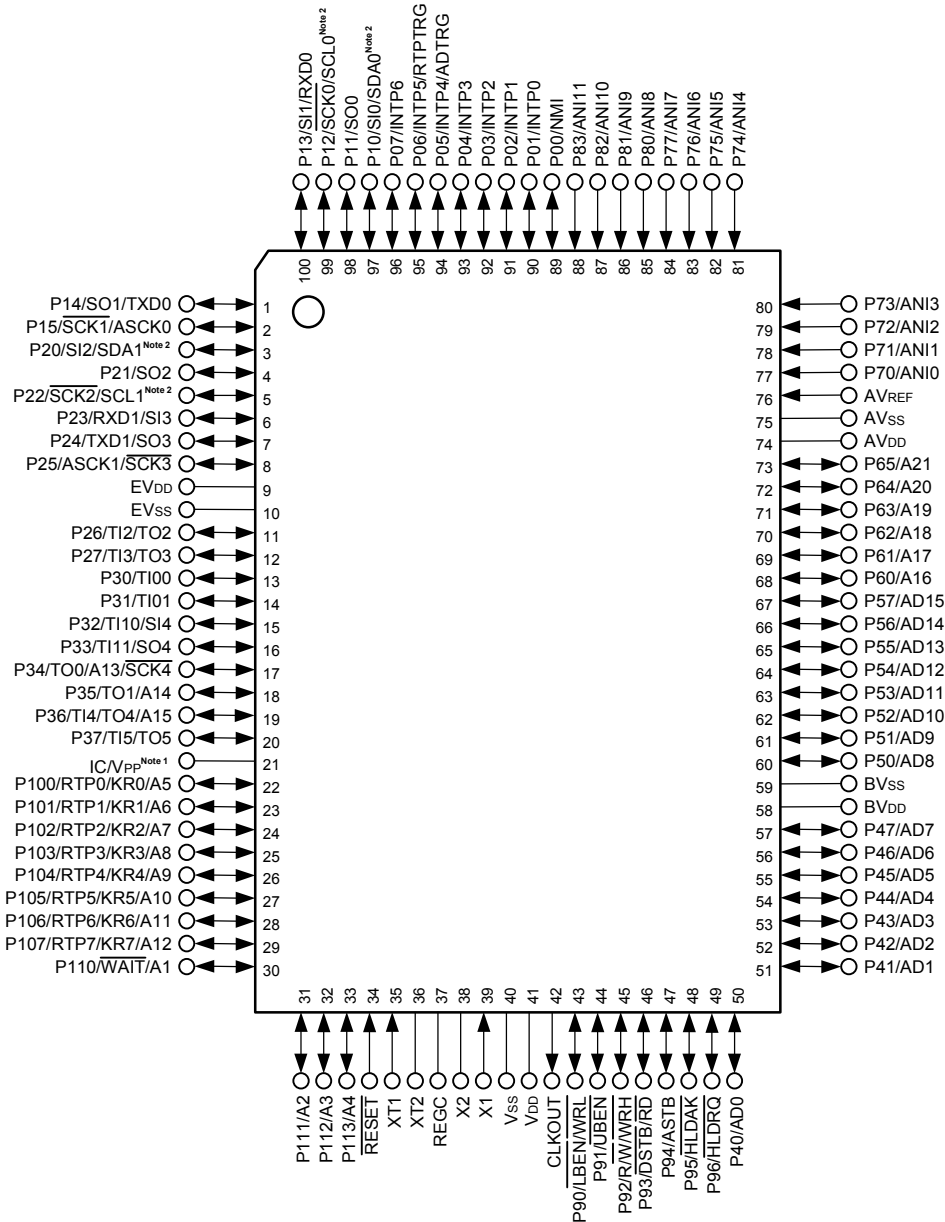 P13/SI1/RXD0
P12/SCK0/SCL0Note 2
P11/SO0
P10/SI0/SDA0Note 2
P07/INTP6
P06/INTP5/RTPTRG
P05/INTP4/ADTRG
P04/INTP3
P03/INTP2
P02/INTP1
P01/INTP0
P00/NMI
P83/ANI11
P82/ANI10
P81/ANI9
P80/ANI8
P77/ANI7
P76/ANI6
P75/ANI5
P74/ANI4
100 99 98 97 96 95 94 93 92 91 90 89 88 87 86 85 84 83 82 81
P14/SO1/TXD0 1
P15/SCK1/ASCK0 2
P20/SI2/SDA1Note 2 3
P21/SO2 4
P22/SCK2/SCL1Note 2 5
P23/RXD1/SI3 6
P24/TXD1/SO3 7
P25/ASCK1/SCK3 8
EVDD 9
EVSS 10
P26/TI2/TO2 11
P27/TI3/TO3 12
P30/TI00 13
P31/TI01 14
P32/TI10/SI4 15
P33/TI11/SO4 16
P34/TO0/A13/SCK4 17
P35/TO1/A14 18
P36/TI4/TO4/A15 19
P37/TI5/TO5 20
IC/VPPNote 1 21
P100/RTP0/KR0/A5 22
P101/RTP1/KR1/A6 23
P102/RTP2/KR2/A7 24
P103/RTP3/KR3/A8 25
P104/RTP4/KR4/A9 26
P105/RTP5/KR5/A10 27
P106/RTP6/KR6/A11 28
P107/RTP7/KR7/A12 29
P110/WAIT/A1 30
80 P73/ANI3
79 P72/ANI2
78 P71/ANI1
77 P70/ANI0
76 AVREF
75 AVSS
74 AVDD
73 P65/A21
72 P64/A20
71 P63/A19
70 P62/A18
69 P61/A17
68 P60/A16
67 P57/AD15
66 P56/AD14
65 P55/AD13
64 P54/AD12
63 P53/AD11
62 P52/AD10
61 P51/AD9
60 P50/AD8
59 BVSS
58 BVDD
57 P47/AD7
56 P46/AD6
55 P45/AD5
54 P44/AD4
53 P43/AD3
52 P42/AD2
51 P41/AD1
31 32 33 34 35 36 37 38 39 40 41 42 43 44 45 46 47 48 49 50
P111/A2
P112/A3
P113/A4
RESET
XT1
XT2
REGC
X2
X1
VSS
VDD
CLKOUT
P90/LBEN/WRL
P91/UBEN
P92/R/W/WRH
P93/DSTB/RD
P94/ASTB
P95/HLDAK
P96/HLDRQ
P40/AD0